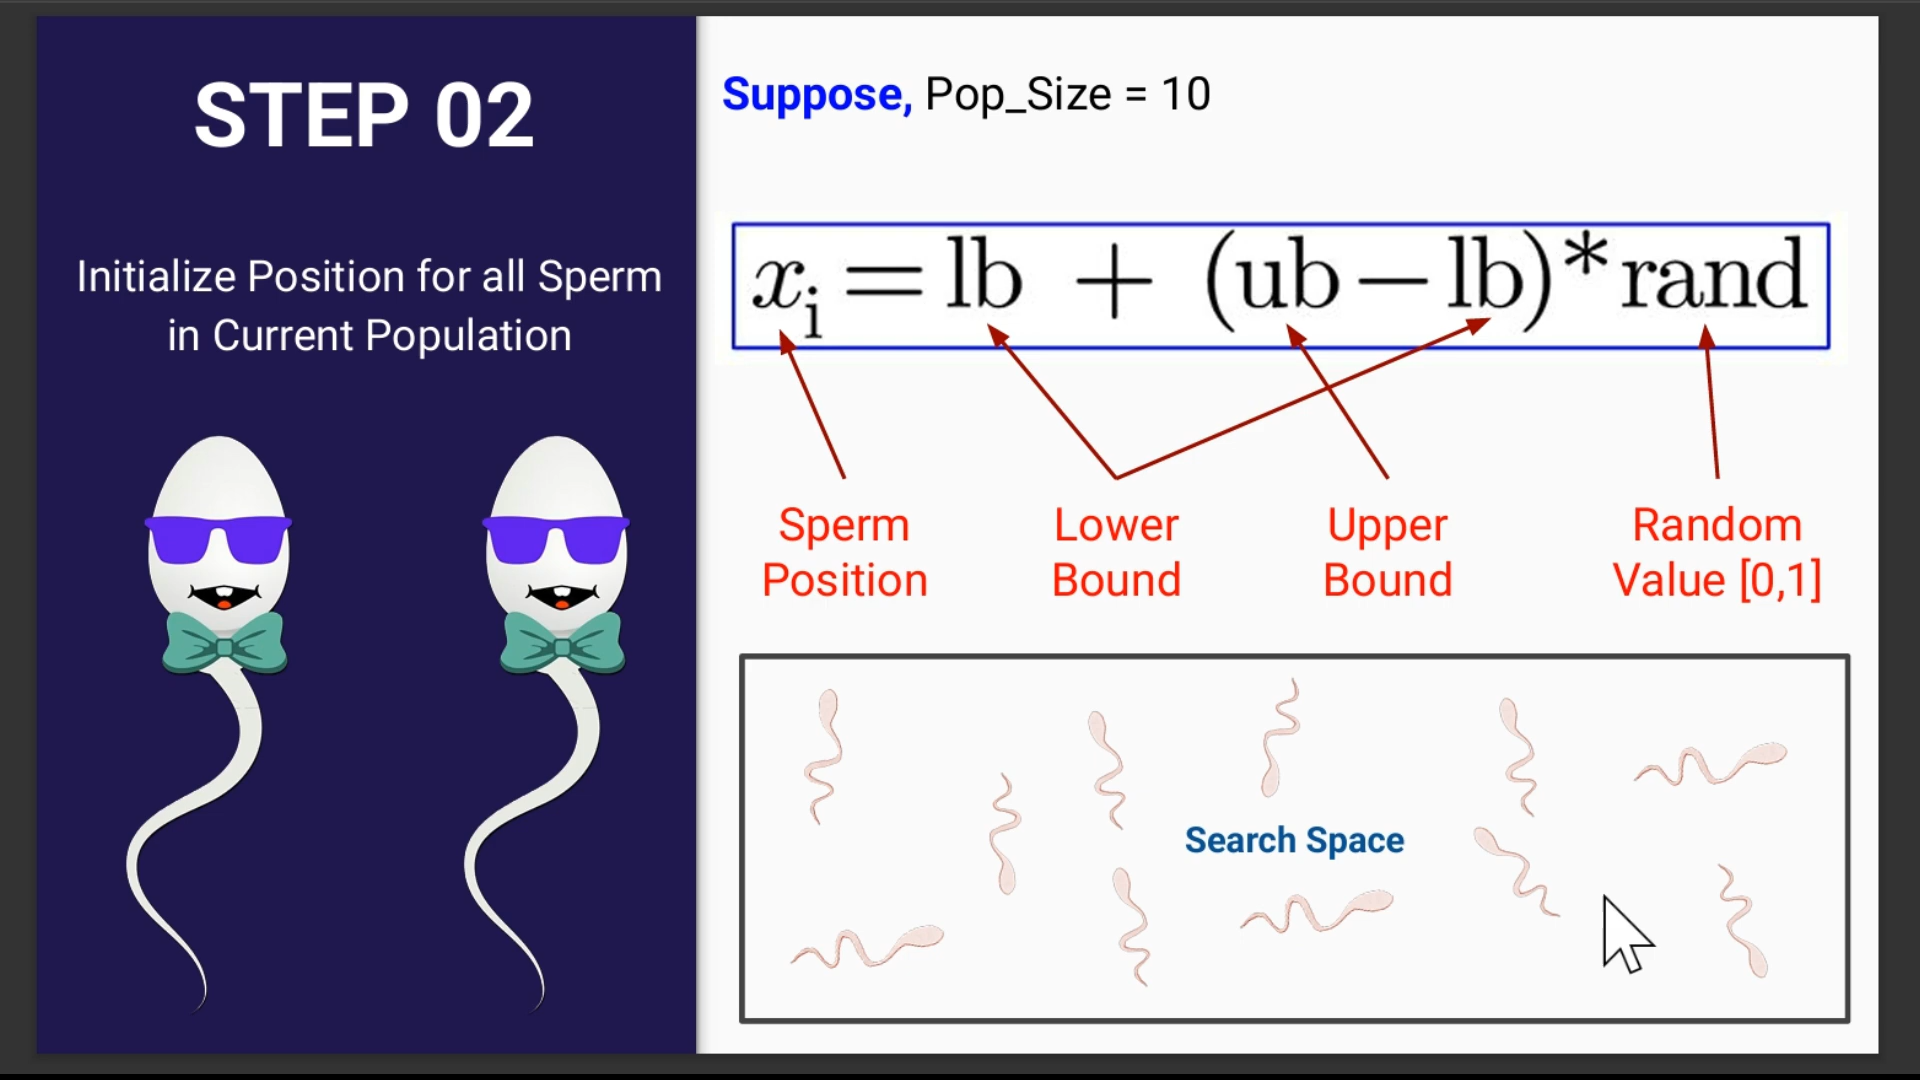 STEP 02
Initialize Position for all Sperm
in Current Population
Suppose, Pop_Size = 10
xᵢ = lb + (ub − lb)* rand
Sperm
Position
Lower
Bound
Upper
Bound
Random
Value [0,1]
Search Space